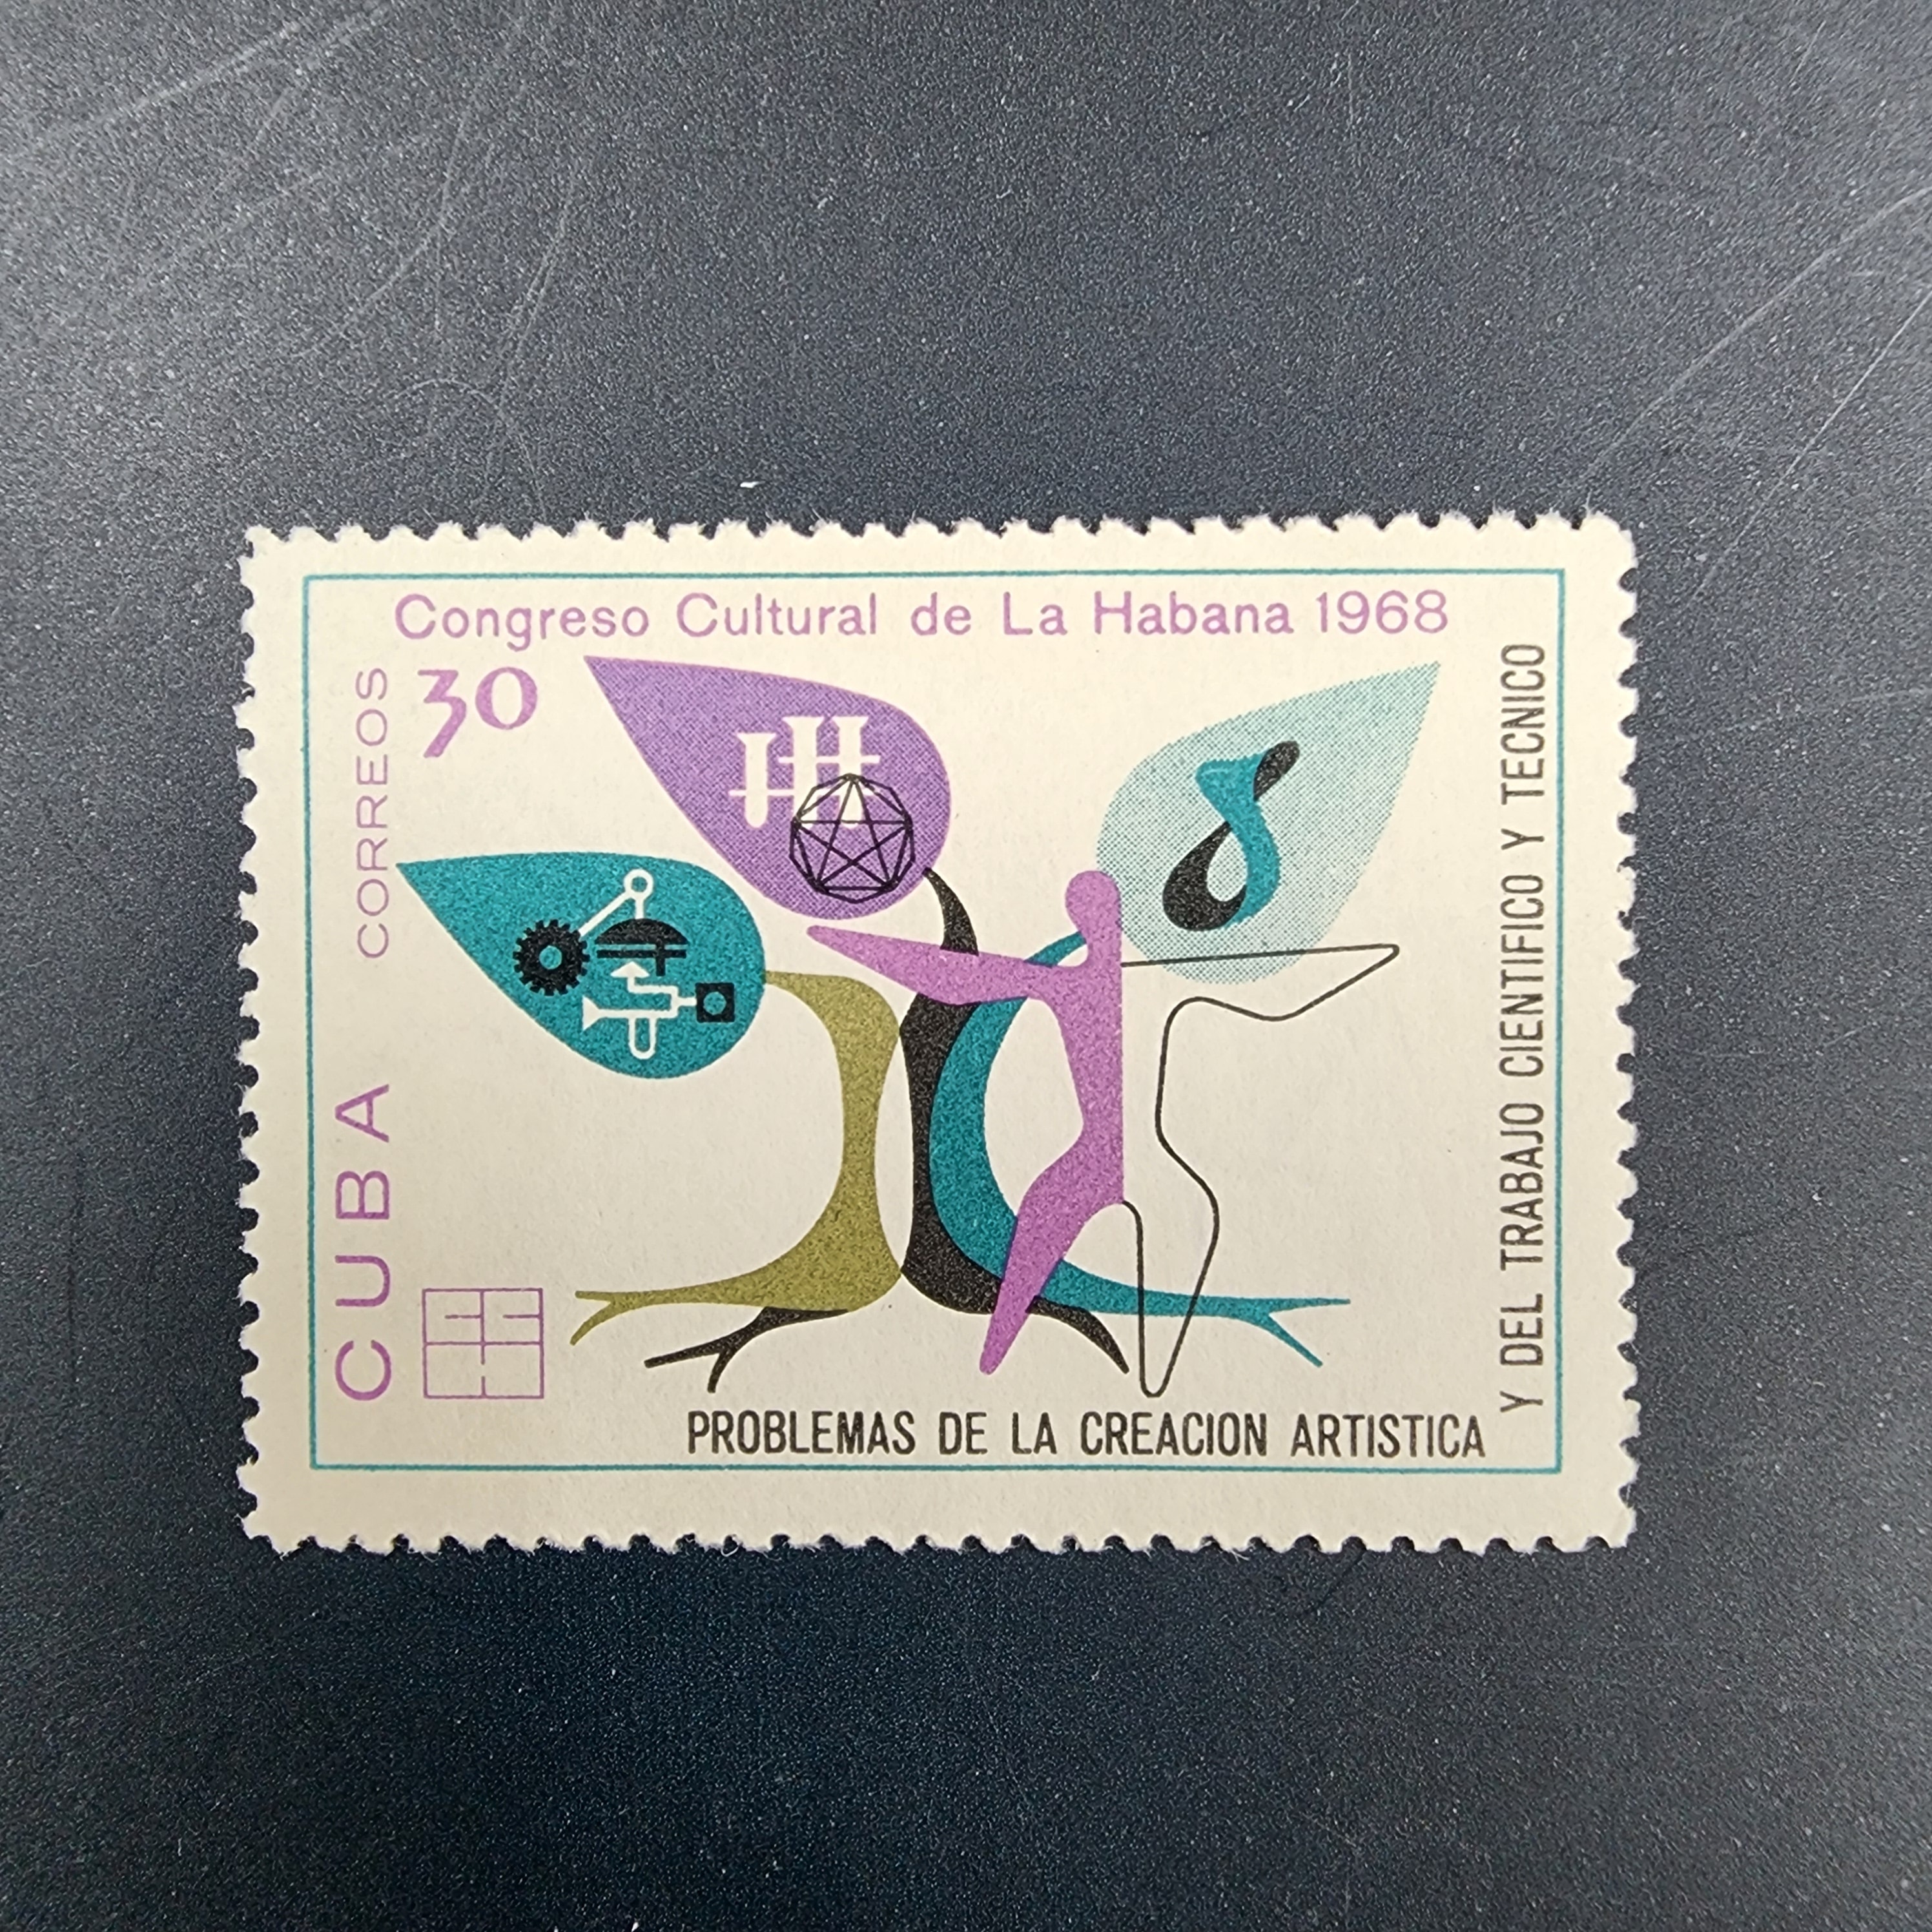 Congreso Cultural de La Habana 1968
30
CORREOS
CUBA
PROBLEMAS DE LA CREACION ARTISTICA
Y DEL TRABAJO CIENTIFICO Y TECNICO